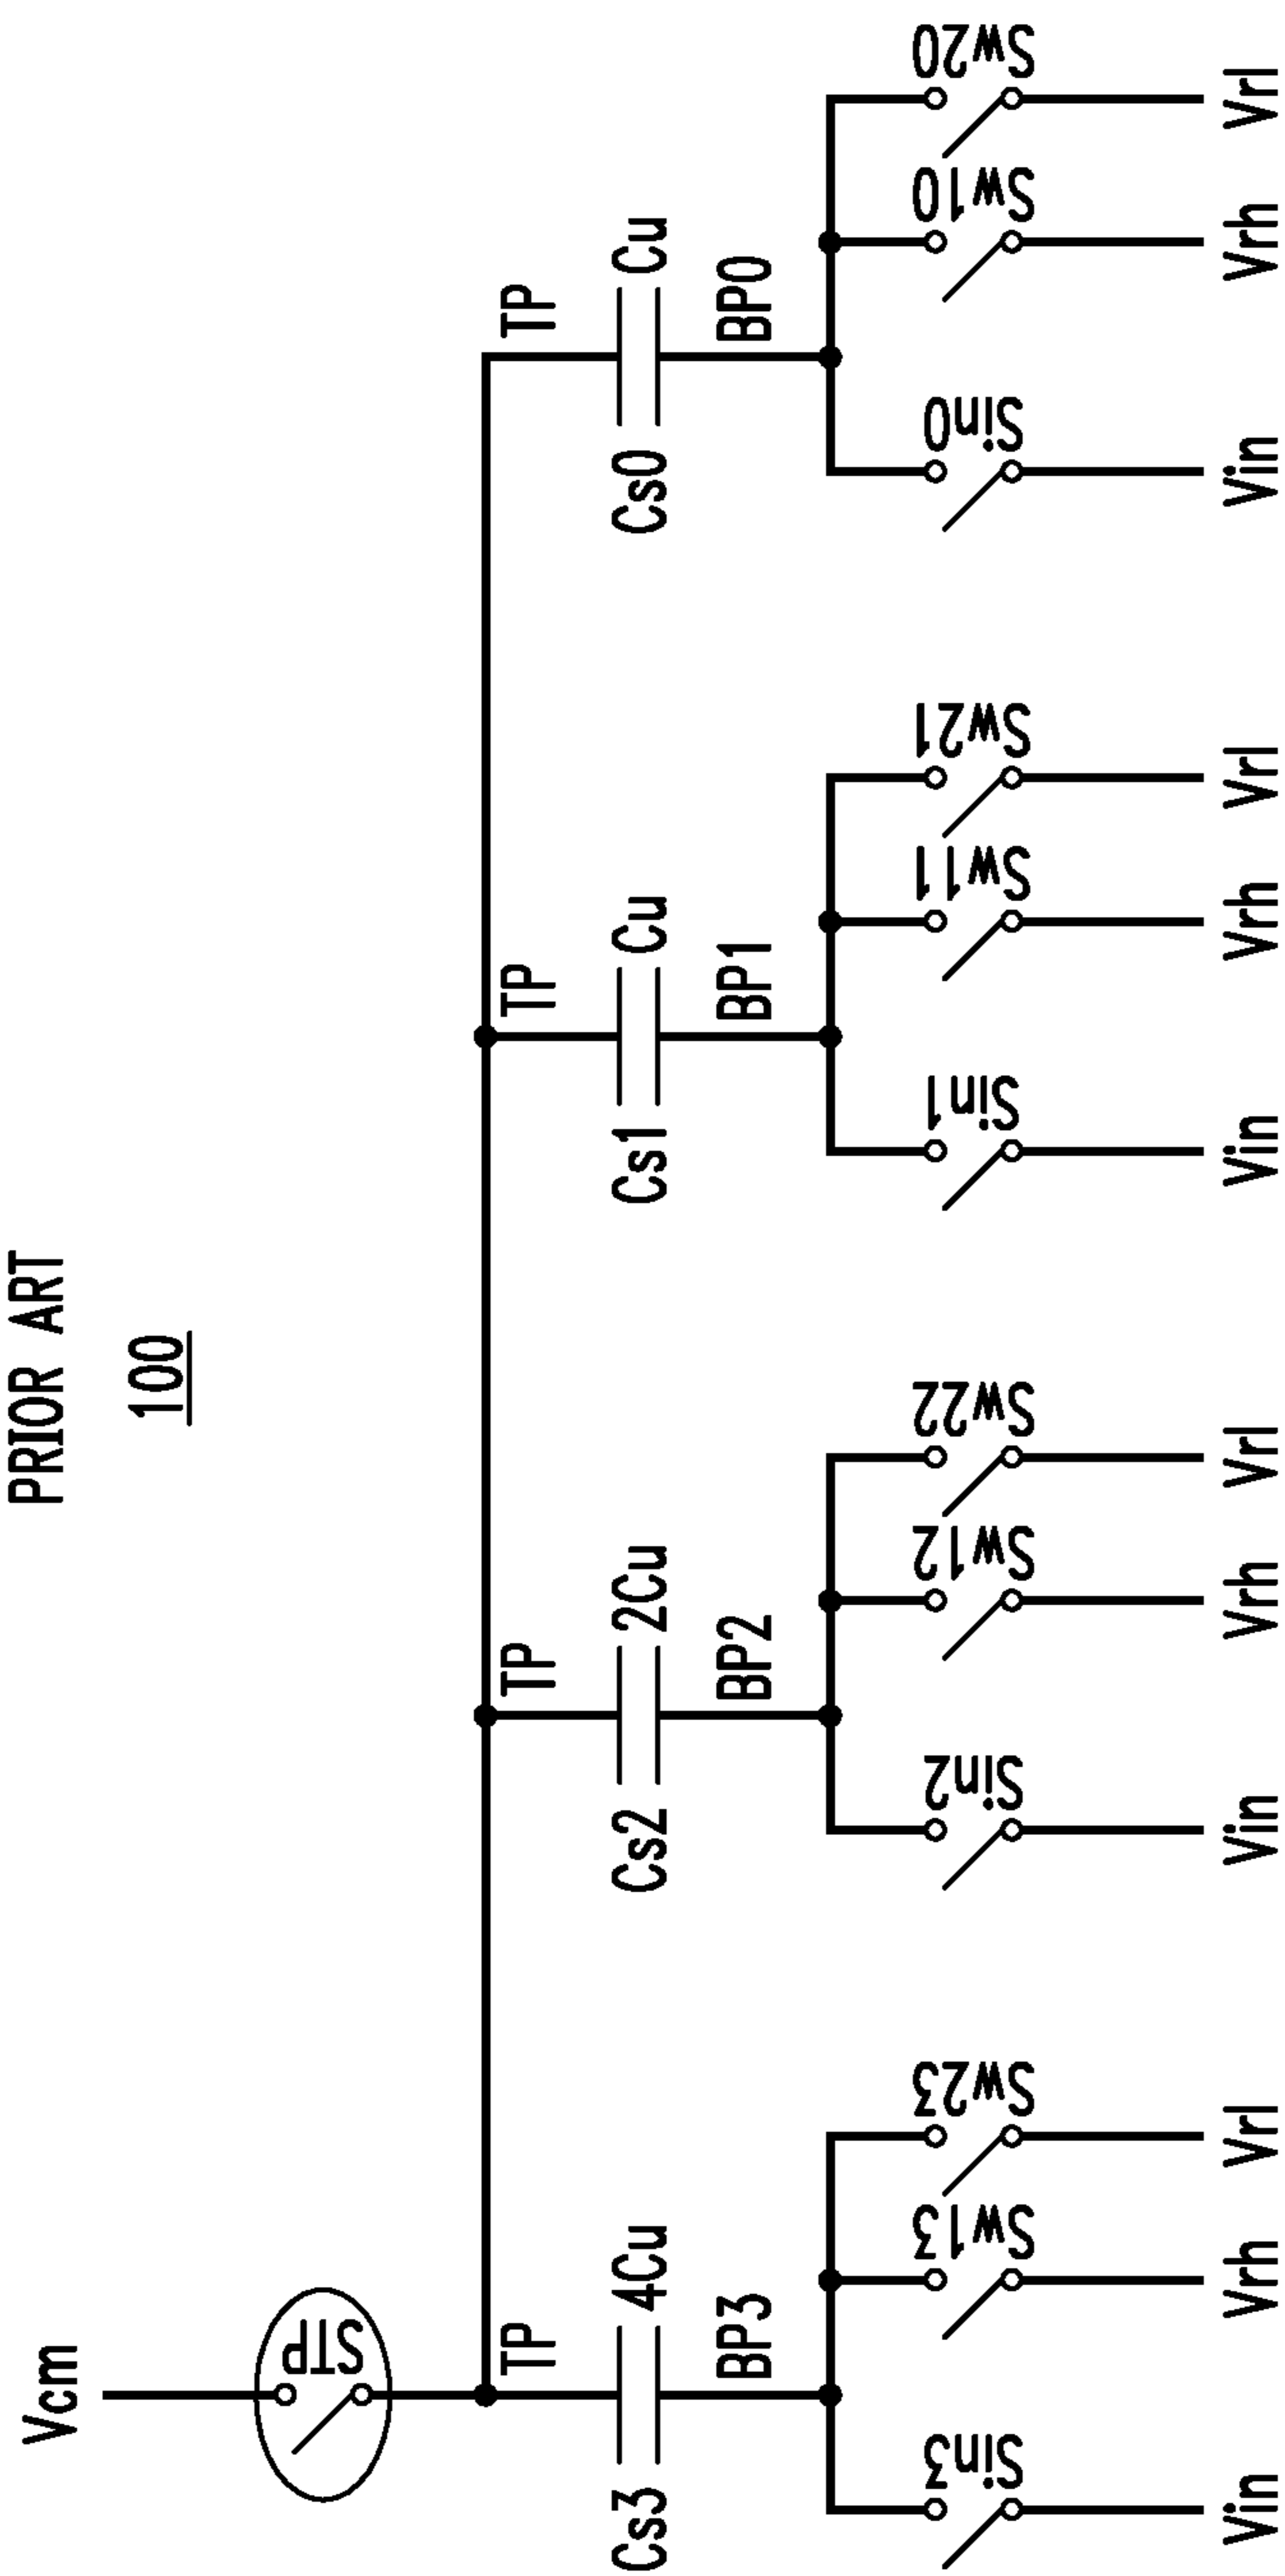 PRIOR ART
100
Vcm
STP
TP
TP
TP
TP
Cs3 4Cu
Cs2 2Cu
Cs1 Cu
Cs0 Cu
BP3
BP2
BP1
BP0
Sin3 Sw13 Sw23
Sin2 Sw12 Sw22
Sin1 Sw11 Sw21
Sin0 Sw10 Sw20
Vin Vrh Vrl
Vin Vrh Vrl
Vin Vrh Vrl
Vin Vrh Vrl